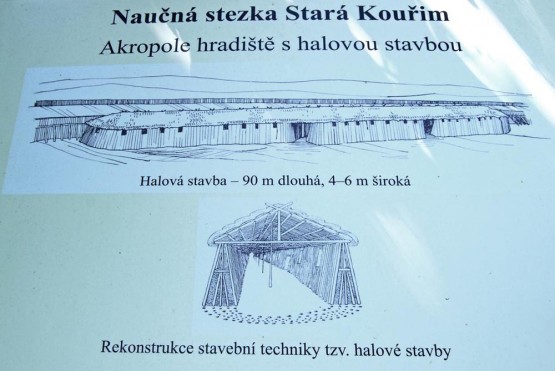 Naučná stezka Stará Kouřim
Akropole hradiště s halovou stavbou
Halová stavba – 90 m dlouhá, 4–6 m široká
Rekonstrukce stavební techniky tzv. halové stavby